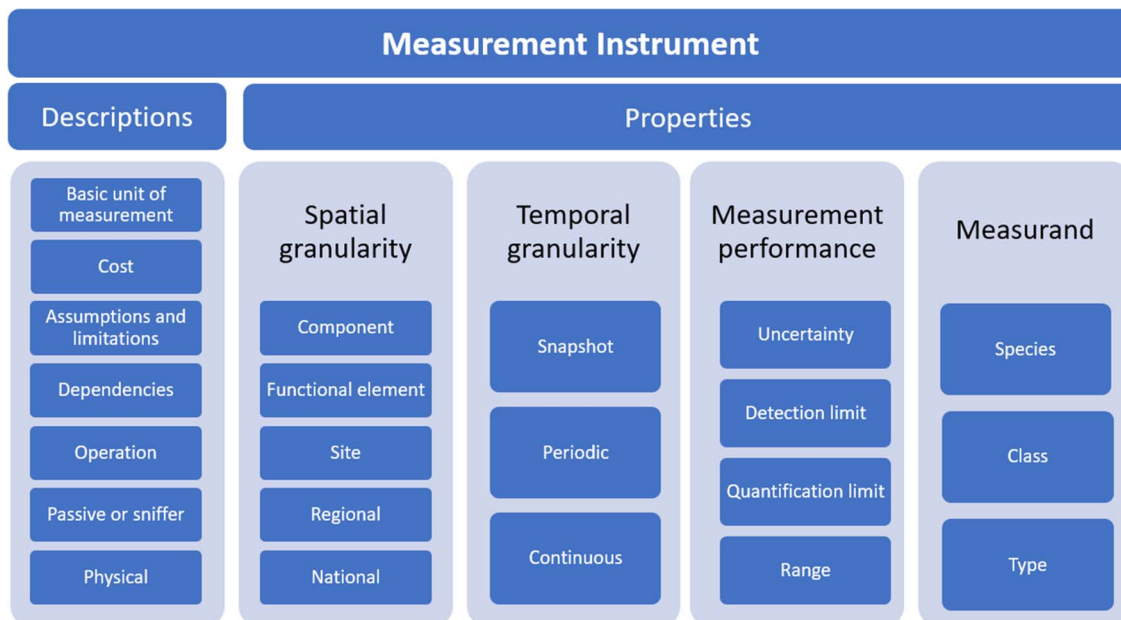 Measurement Instrument
Descriptions
Properties
Basic unit of
measurement
Cost
Assumptions and
limitations
Dependencies
Operation
Passive or sniffer
Physical
Spatial
granularity
Component
Functional element
Site
Regional
National
Temporal
granularity
Snapshot
Periodic
Continuous
Measurement
performance
Uncertainty
Detection limit
Quantification limit
Range
Measurand
Species
Class
Type